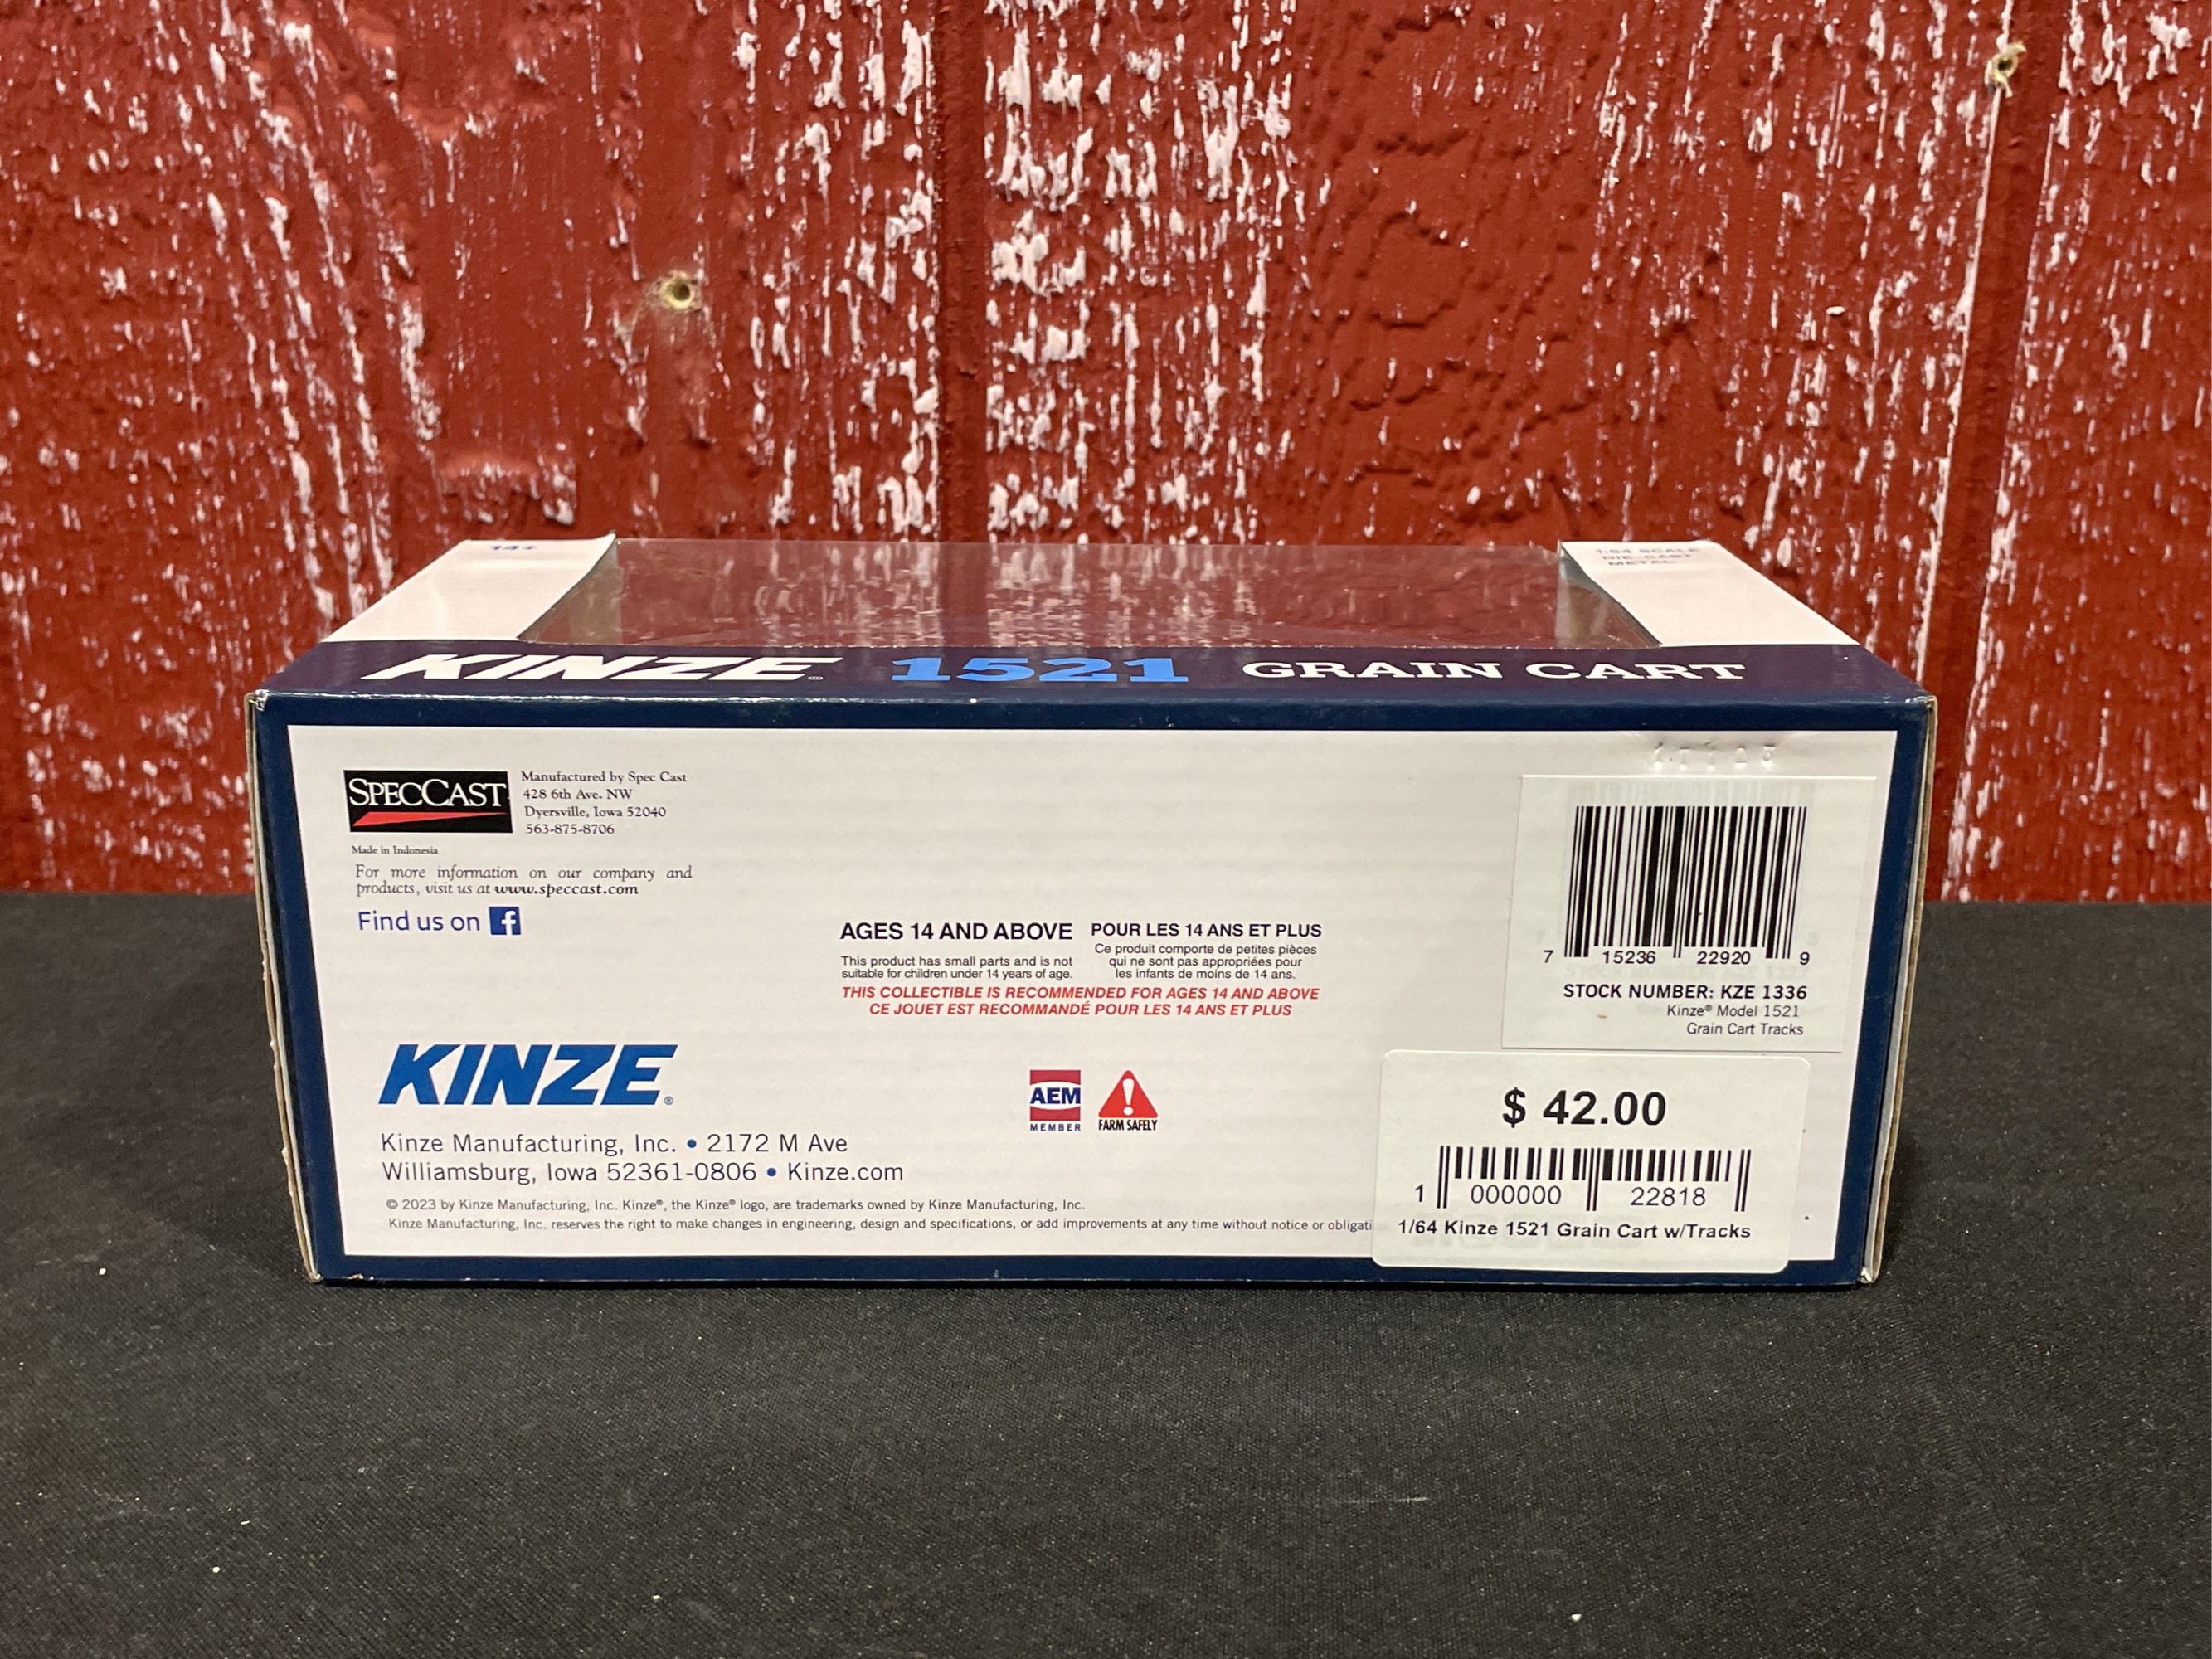 14+
1:64 SCALE
DIE-CAST
METAL
KINZE® 1521 GRAIN CART
SPECCAST
Manufactured by Spec Cast
428 6th Ave. NW
Dyersville, Iowa 52040
563-875-8706
Made in Indonesia
For more information on our company and
products, visit us at www.speccast.com
Find us on f
AGES 14 AND ABOVE
This product has small parts and is not
suitable for children under 14 years of age.
POUR LES 14 ANS ET PLUS
Ce produit comporte de petites pièces
qui ne sont pas appropriées pour
les infants de moins de 14 ans.
THIS COLLECTIBLE IS RECOMMENDED FOR AGES 14 AND ABOVE
CE JOUET EST RECOMMANDÉ POUR LES 14 ANS ET PLUS
7 15236 22920 9
STOCK NUMBER: KZE 1336
Kinze® Model 1521
Grain Cart Tracks
KINZE®
Kinze Manufacturing, Inc. • 2172 M Ave
Williamsburg, Iowa 52361-0806 • Kinze.com
AEM
MEMBER
FARM SAFELY
© 2023 by Kinze Manufacturing, Inc. Kinze®, the Kinze® logo, are trademarks owned by Kinze Manufacturing, Inc.
Kinze Manufacturing, Inc. reserves the right to make changes in engineering, design and specifications, or add improvements at any time without notice or obligati
$ 42.00
1 000000 22818
1/64 Kinze 1521 Grain Cart w/Tracks